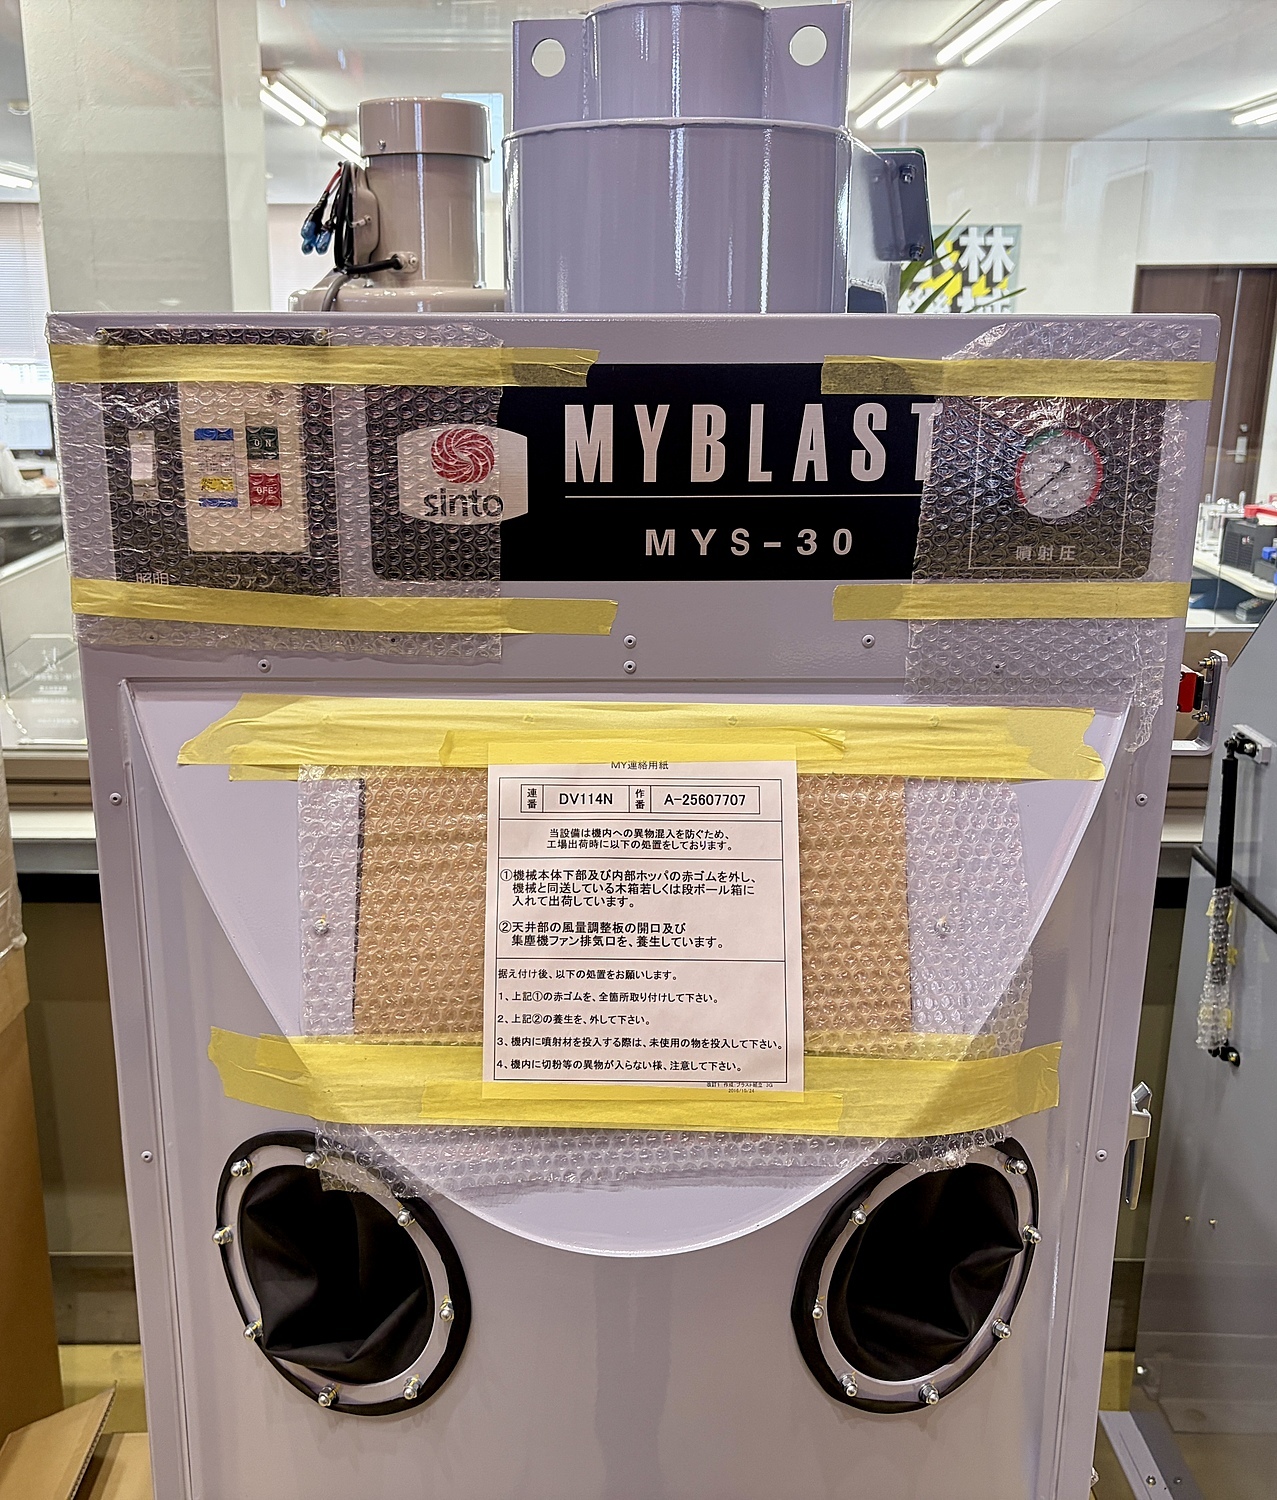 林
ON
OFF
OFF
照明
ファン
sinto
MYBLAST
MYS-30
噴射圧
MY連絡用紙
連番 DV114N 作番 A-25607707
当設備は機内への異物混入を防ぐため、
工場出荷時に以下の処置をしております。
①機械本体下部及び内部ホッパの赤ゴムを外し、
機械と同送している木箱若しくは段ボール箱に
入れて出荷しています。
②天井部の風量調整板の開口及び
集塵機ファン排気口を、養生しています。
据え付け後、以下の処置をお願いします。
1、上記①の赤ゴムを、全箇所取り付けして下さい。
2、上記②の養生を、外して下さい。
3、機内に噴射材を投入する際は、未使用の物を投入して下さい。
4、機内に切粉等の異物が入らない様、注意して下さい。